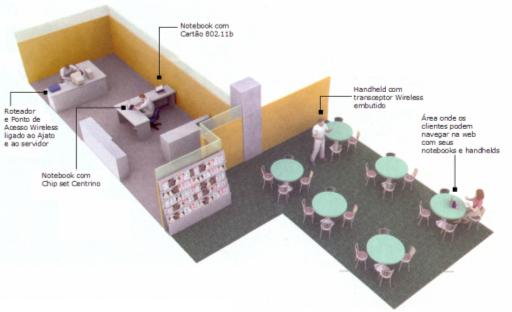 Notebook com
Cartão 802.11b
Handheld com
transceptor Wireless
embutido
Área onde os
clientes podem
navegar na web
com seus
notebooks e handhelds
Roteador
e Ponto de
Acesso Wireless
ligado ao Ajato
e ao servidor
Notebook com
Chip set Centrino